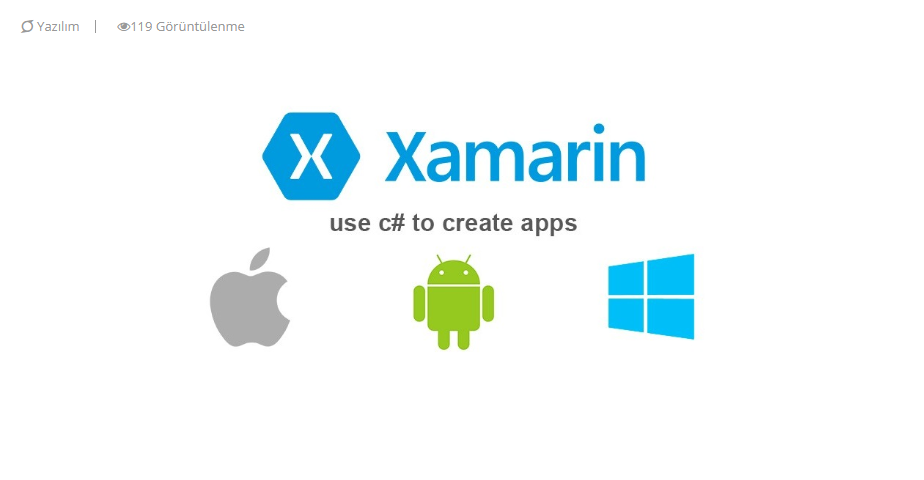 Yazılım | 119 Görüntülenme
X Xamarin
use c# to create apps